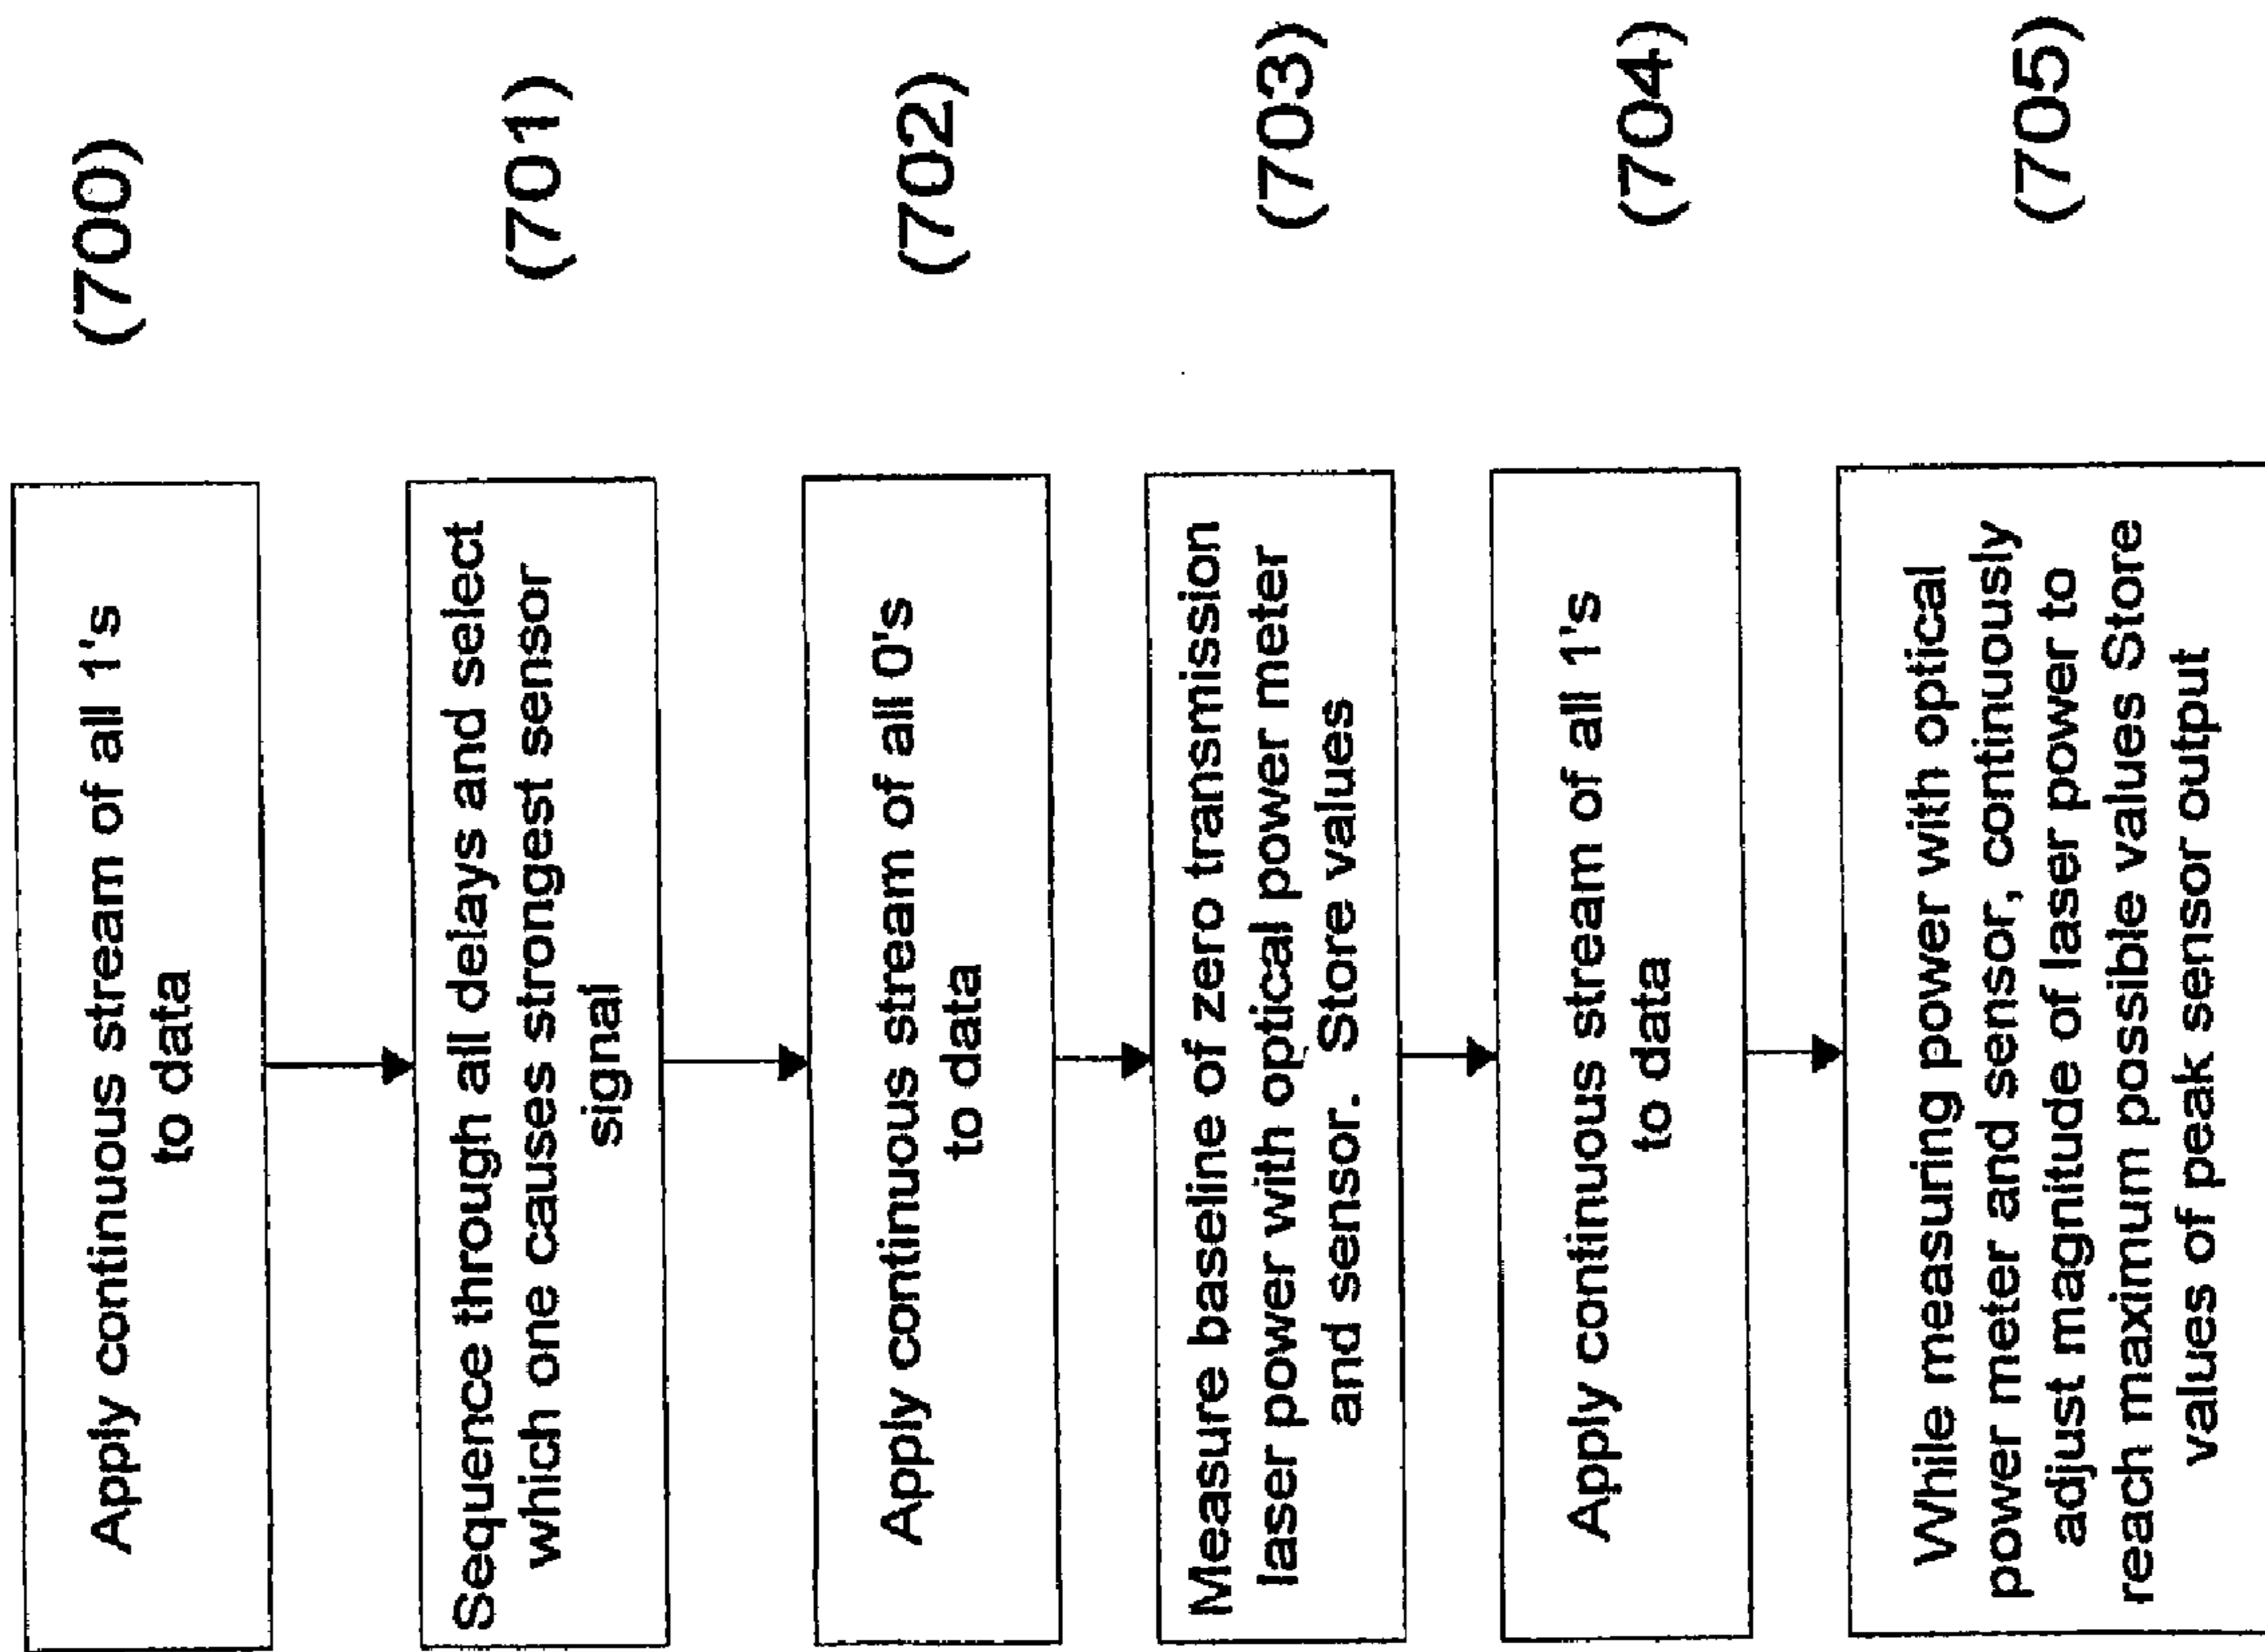 Apply continuous stream of all 1's
to data
(700)
Sequence through all delays and select
which one causes strongest sensor
signal
(701)
Apply continuous stream of all 0's
to data
(702)
Measure baseline of zero transmission
laser power with optical power meter
and sensor. Store values
(703)
Apply continuous stream of all 1's
to data
(704)
While measuring power with optical
power meter and sensor, continuously
adjust magnitude of laser power to
reach maximum possible values Store
values of peak sensor output
(705)